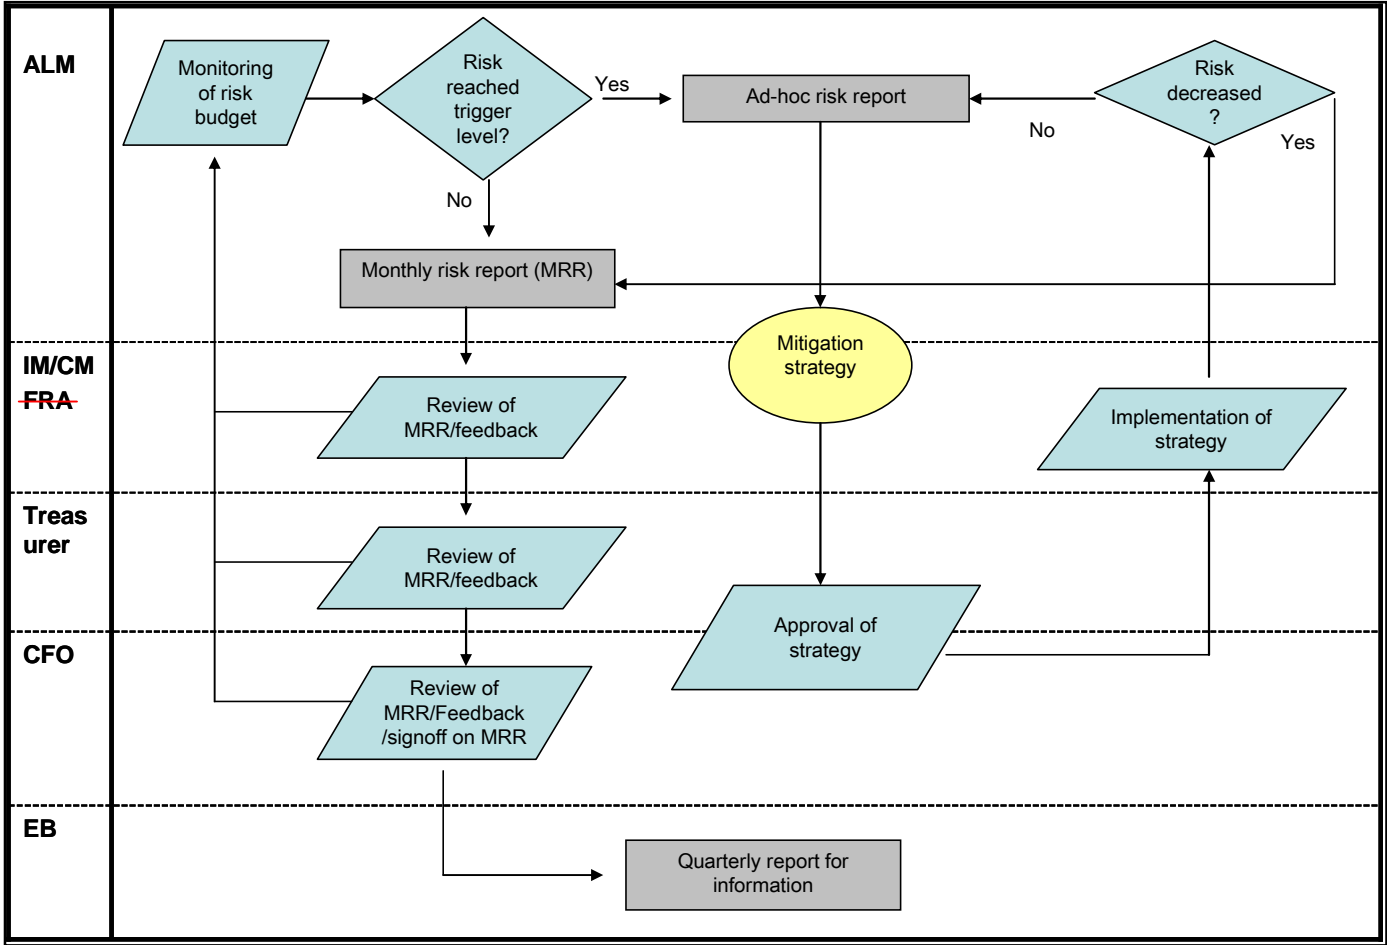 ALM
Monitoring
of risk
budget
Risk
reached
trigger
level?
Yes
No
Ad-hoc risk report
Risk
decreased
?
No
Yes
Monthly risk report (MRR)
IM/CM
FRA
Review of
MRR/feedback
Mitigation
strategy
Implementation of
strategy
Treas
urer
Review of
MRR/feedback
Approval of
strategy
CFO
Review of
MRR/Feedback
/signoff on MRR
EB
Quarterly report for
information